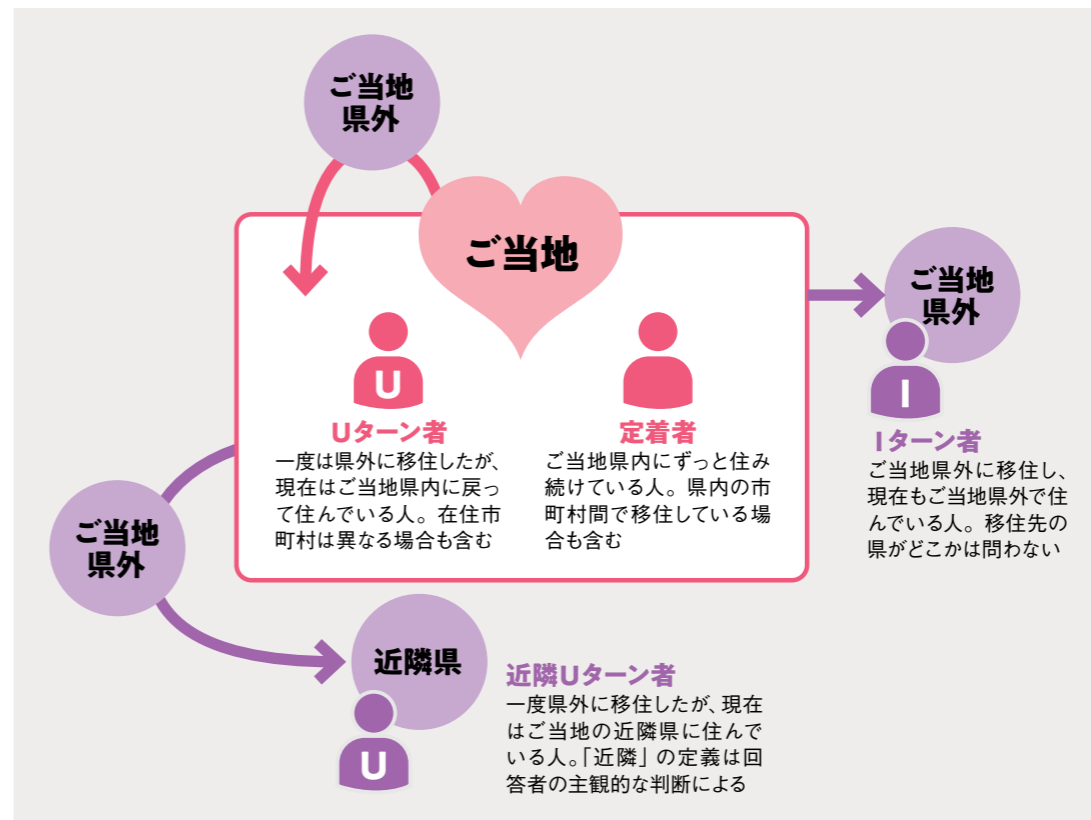 ご当地
県外
ご当地
ご当地
県外
U
Uターン者
一度は県外に移住したが、
現在はご当地県内に戻っ
て住んでいる人。在住市
町村は異なる場合も含む
定着者
ご当地県内にずっと住み
続けている人。県内の市
町村間で移住している場
合も含む
I
Iターン者
ご当地県外に移住し、
現在もご当地県外で住
んでいる人。移住先の
県がどこかは問わない
ご当地
県外
近隣県
U
近隣Uターン者
一度県外に移住したが、現在
はご当地の近隣県に住んで
いる人。「近隣」の定義は回
答者の主観的な判断による